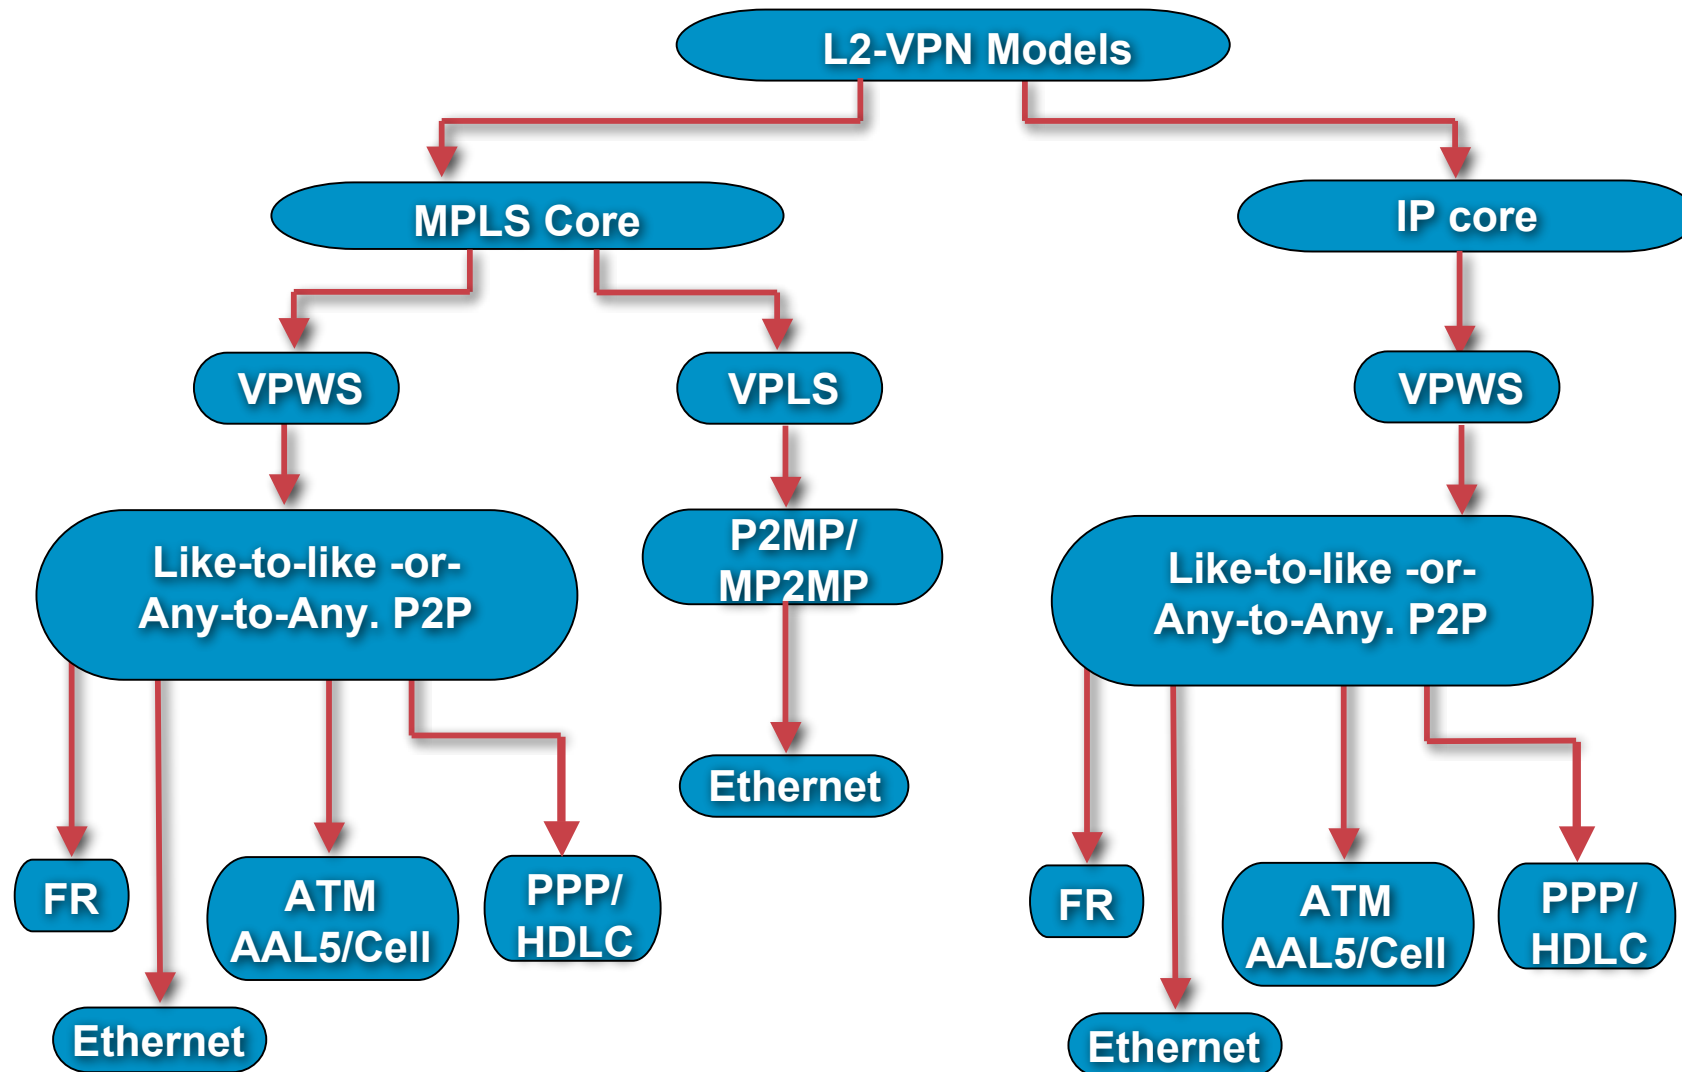 L2-VPN Models
MPLS Core
IP core
VPWS
VPLS
VPWS
Like-to-like -or-
Any-to-Any. P2P
P2MP/
MP2MP
Like-to-like -or-
Any-to-Any. P2P
Ethernet
FR
ATM
AAL5/Cell
PPP/
HDLC
FR
ATM
AAL5/Cell
PPP/
HDLC
Ethernet
Ethernet